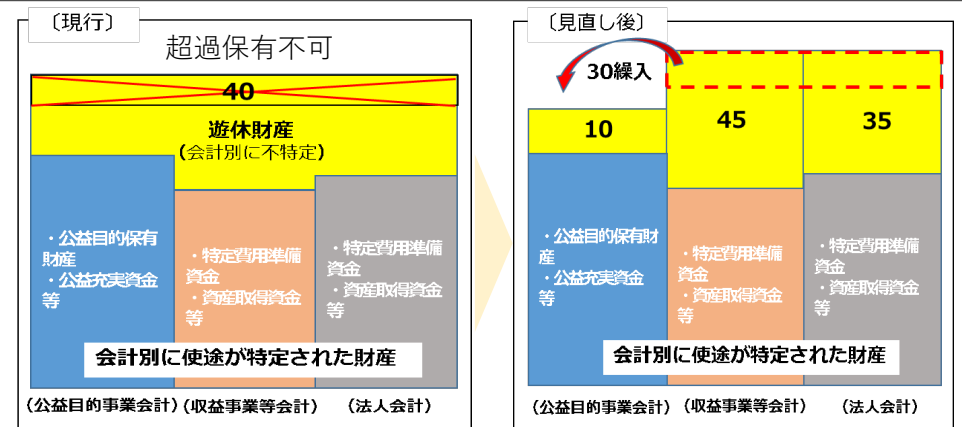 〔現行〕
超過保有不可
40
遊休財産
(会計別に不特定)
・公益目的保有
財産
・公益充実資金
等
・特定費用準備
資金
・資産取得資金
等
・特定費用準備
資金
・資産取得資金
等
会計別に使途が特定された財産
(公益目的事業会計)
(収益事業等会計)
(法人会計)
〔見直し後〕
30繰入
10
45
35
・公益目的保有財
産
・公益充実資金
等
・特定費用準備
資金
・資産取得資金
等
・特定費用準備
資金
・資産取得資金
等
会計別に使途が特定された財産
(公益目的事業会計)
(収益事業等会計)
(法人会計)